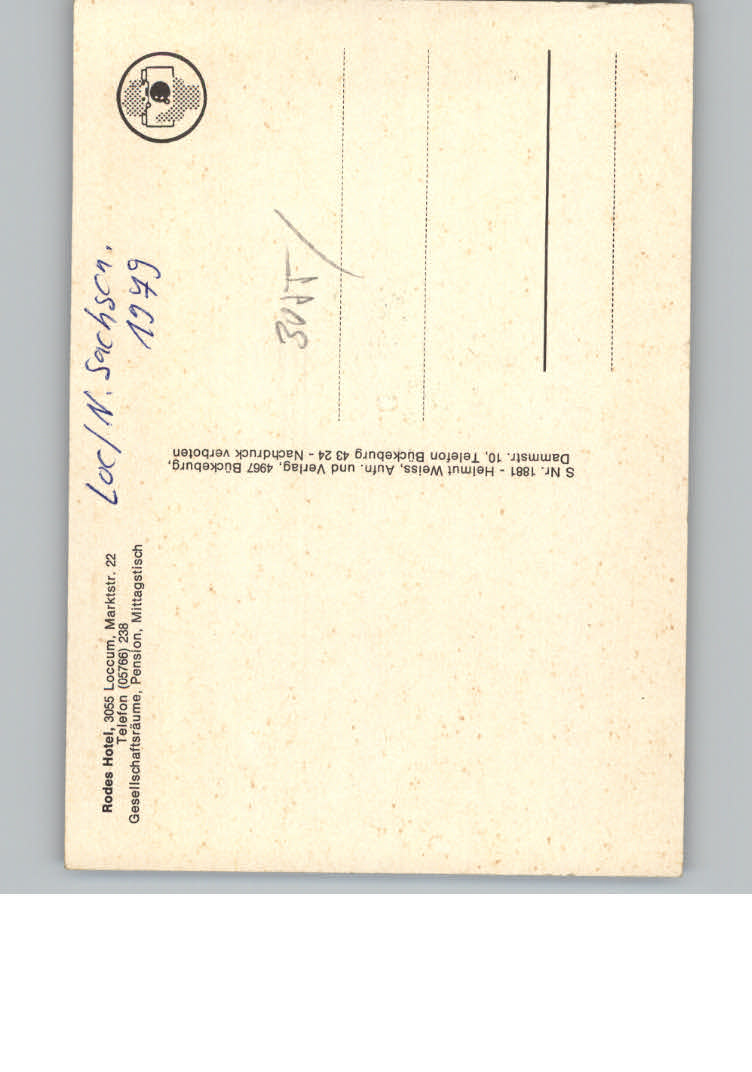 Rodes Hotel, 3055 Loccum, Marktstr. 22
Telefon (05766) 238
Gesellschaftsräume, Pension, Mittagstisch
Loc/N. Sachsen.
1979
S Nr. 1881 - Helmut Weiss, Aufn. und Verlag, 4967 Bückeburg,
Dammstr. 10, Telefon Bückeburg 43 24 - Nachdruck verboten